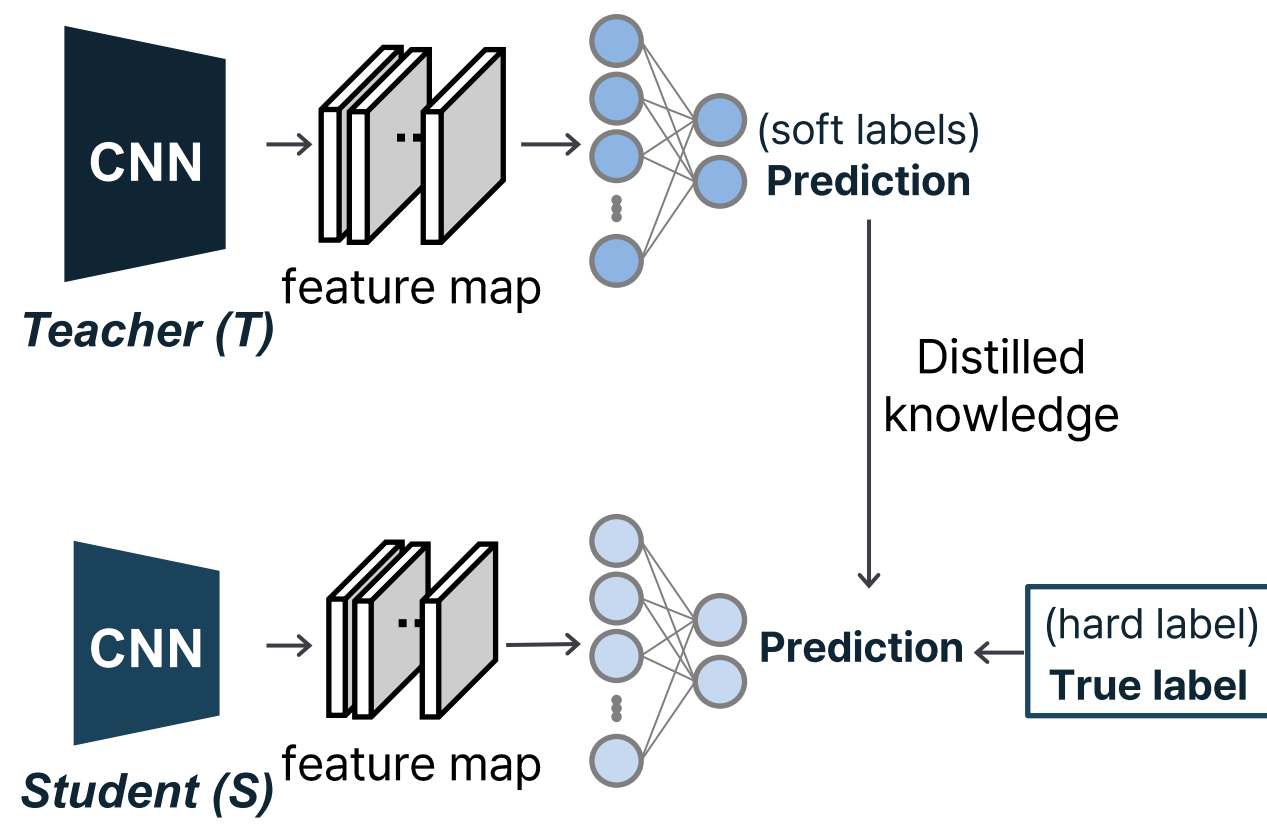 CNN
feature map
Teacher (T)
(soft labels)
Prediction
Distilled
knowledge
CNN
feature map
Student (S)
Prediction
(hard label)
True label